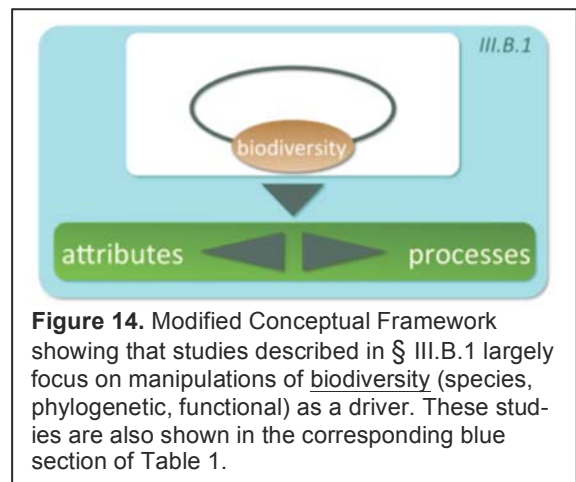 III.B.1
biodiversity
attributes processes
Figure 14. Modified Conceptual Framework
showing that studies described in § III.B.1 largely
focus on manipulations of biodiversity (species,
phylogenetic, functional) as a driver. These stud-
ies are also shown in the corresponding blue
section of Table 1.